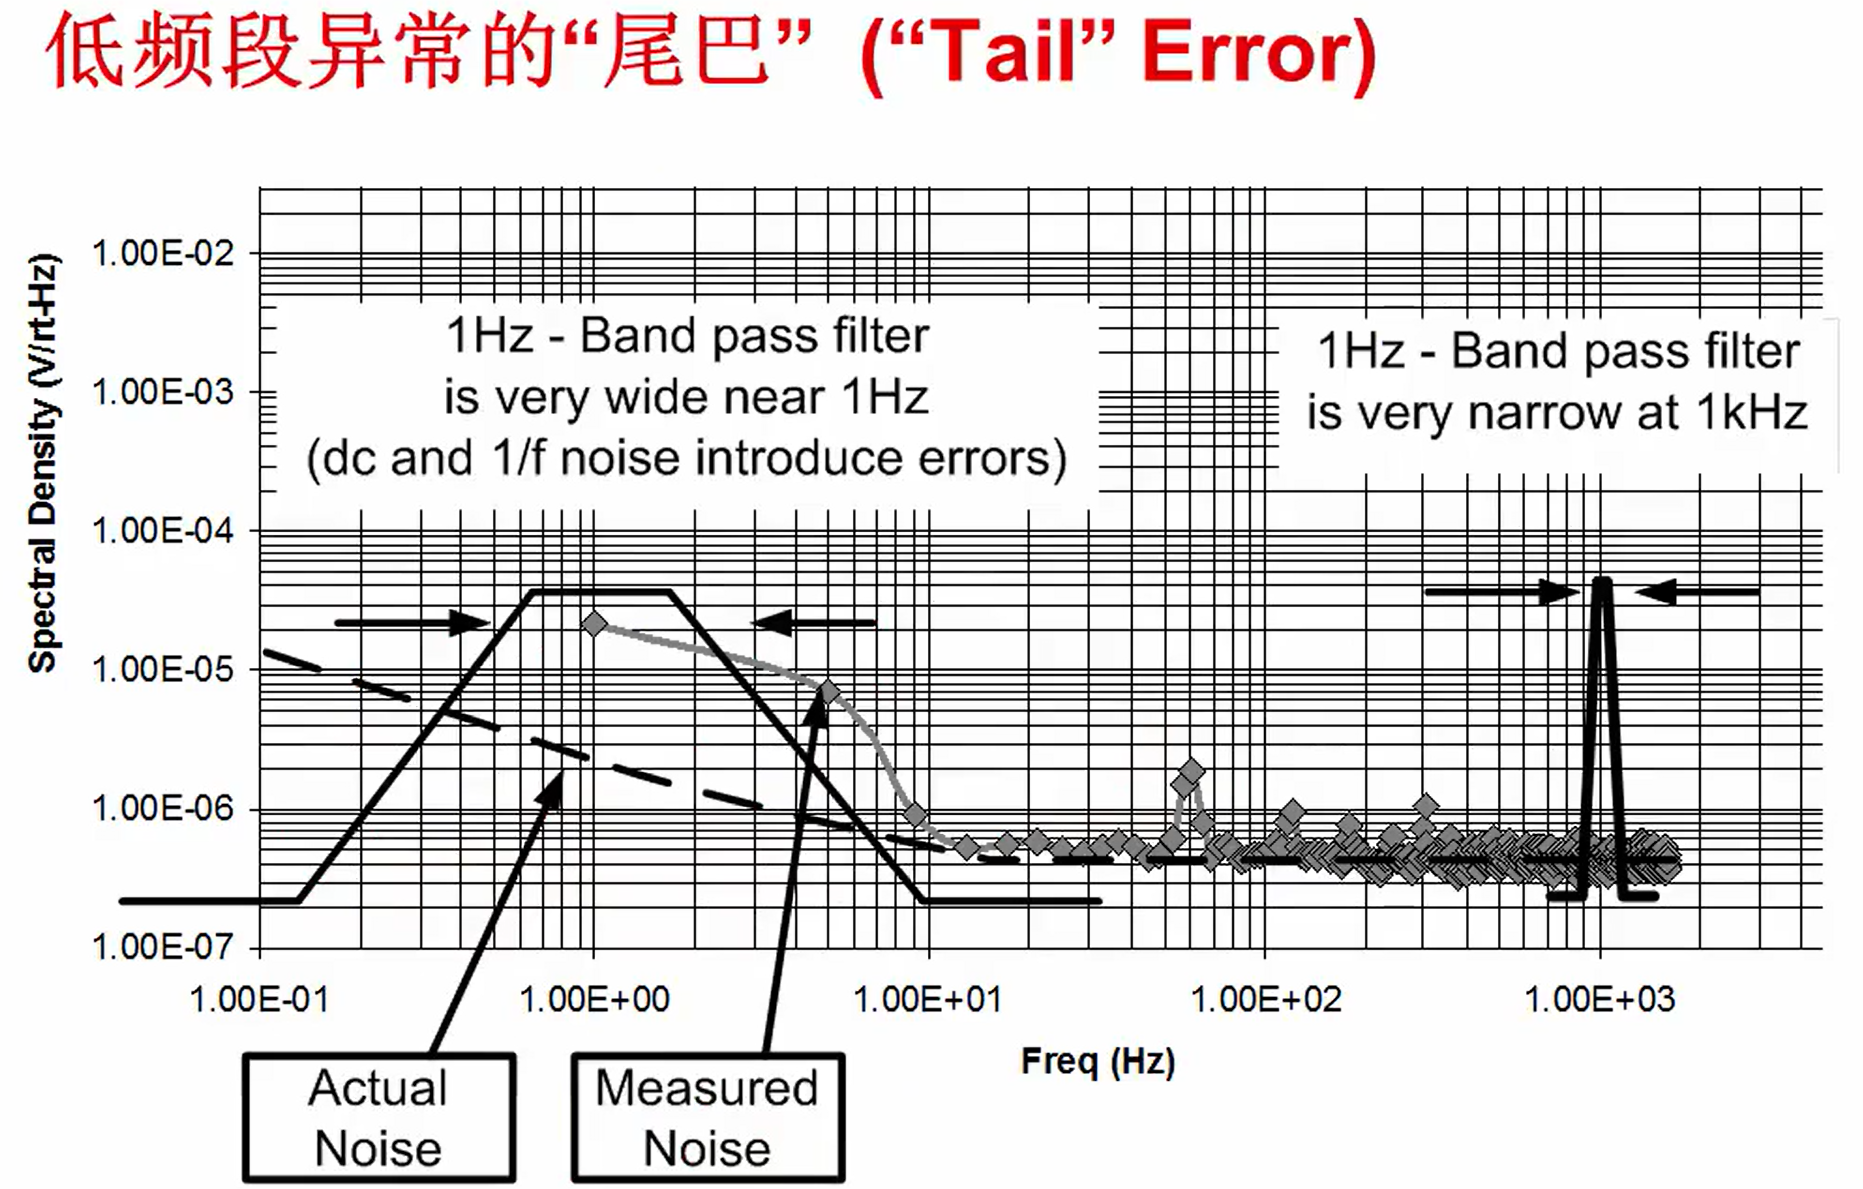 低频段异常的“尾巴” (“Tail” Error)
Spectral Density (V/rt-Hz)
1.00E-02
1.00E-03
1.00E-04
1.00E-05
1.00E-06
1.00E-07
1Hz - Band pass filter
is very wide near 1Hz
(dc and 1/f noise introduce errors)
1Hz - Band pass filter
is very narrow at 1kHz
1.00E-01
1.00E+00
1.00E+01
1.00E+02
1.00E+03
Freq (Hz)
Actual
Noise
Measured
Noise